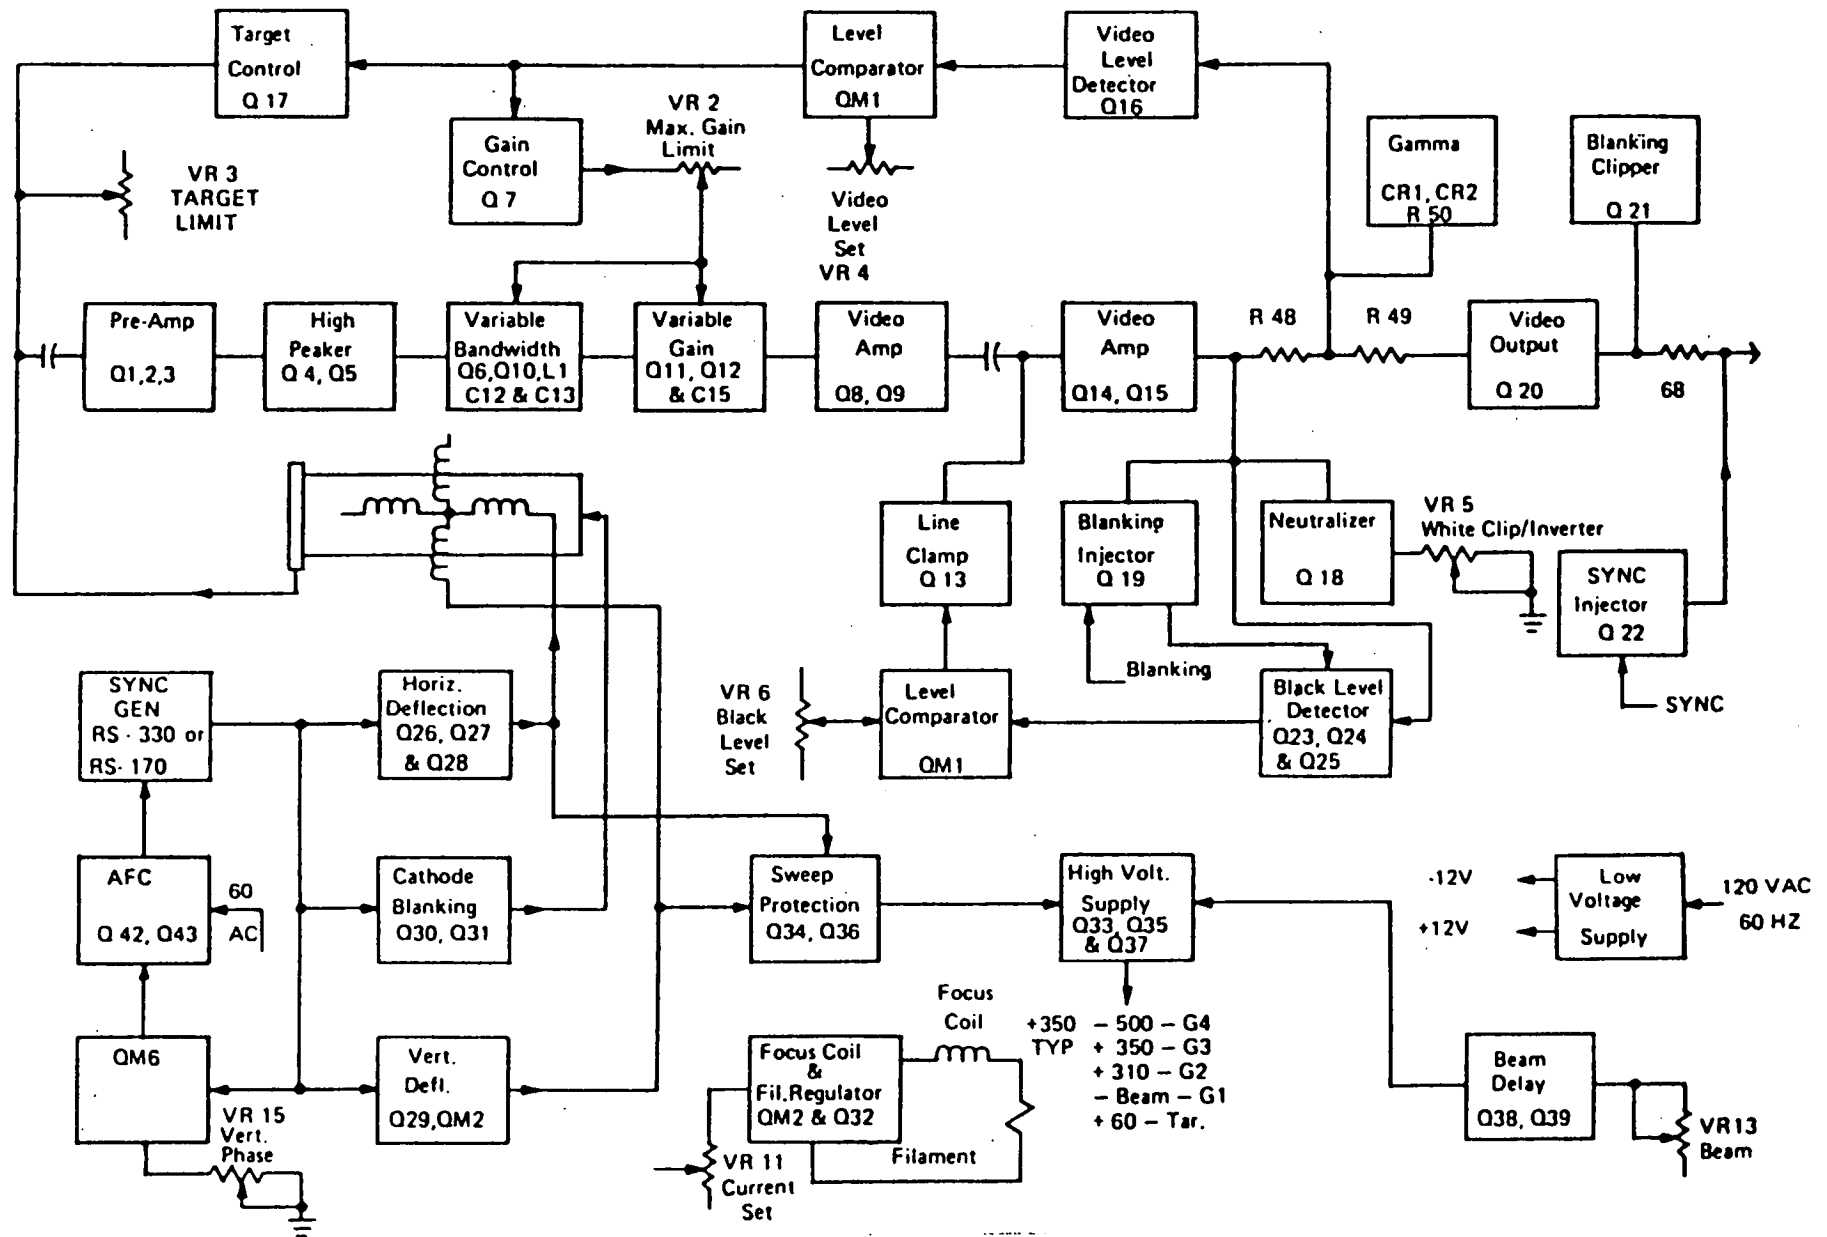 Target
Control
Q 17
Level
Comparator
QM1
Video
Level
Detector
Q16
VR 2
Max. Gain
Limit
Gain
Control
Q 7
Gamma
CR1, CR2
R 50
Blanking
Clipper
Q 21
VR 3
TARGET
LIMIT
Video
Level
Set
VR 4
Pre-Amp
Q1,2,3
High
Peaker
Q 4, Q5
Variable
Bandwidth
Q6,Q10,L1
C12 & C13
Variable
Gain
Q11, Q12
& C15
Video
Amp
Q8, Q9
Video
Amp
Q14, Q15
R 48
R 49
Video
Output
Q 20
68
Line
Clamp
Q 13
Blanking
Injector
Q 19
Neutralizer
Q 18
VR 5
White Clip/Inverter
SYNC
Injector
Q 22
Blanking
SYNC
SYNC
GEN
RS - 330 or
RS- 170
Horiz.
Deflection
Q26, Q27
& Q28
VR 6
Black
Level
Set
Level
Comparator
QM1
Black Level
Detector
Q23, Q24
& Q25
AFC
Q 42, Q43
60
AC
Cathode
Blanking
Q30, Q31
Sweep
Protection
Q34, Q36
High Volt.
Supply
Q33, Q35
& Q37
-12V
+12V
Low
Voltage
Supply
120 VAC
60 HZ
QM6
VR 15
Vert.
Phase
Vert.
Defl.
Q29,QM2
Focus Coil
&
Fil.Regulator
QM2 & Q32
Focus
Coil
Filament
VR 11
Current
Set
+350 – 500 – G4
TYP + 350 – G3
+ 310 – G2
– Beam – G1
+ 60 – Tar.
Beam
Delay
Q38, Q39
VR13
Beam